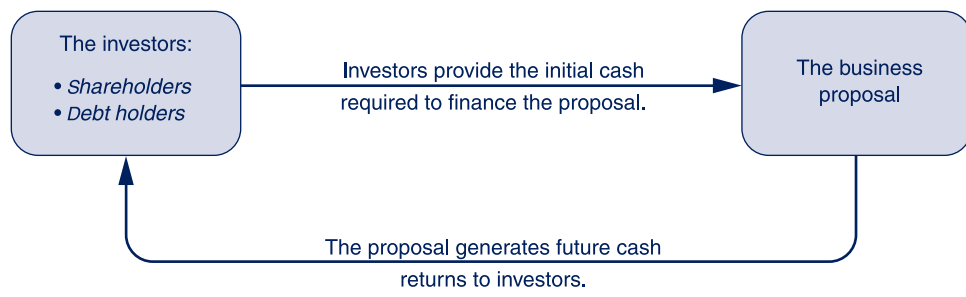 The investors:
• Shareholders
• Debt holders
Investors provide the initial cash
required to finance the proposal.
The business
proposal
The proposal generates future cash
returns to investors.